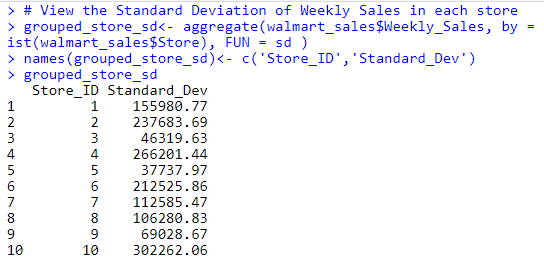 > # View the Standard Deviation of Weekly Sales in each store
> grouped_store_sd<- aggregate(walmart_sales$Weekly_Sales, by =
ist(walmart_sales$Store), FUN = sd )
> names(grouped_store_sd)<- c('Store_ID','Standard_Dev')
> grouped_store_sd
   Store_ID Standard_Dev
1         1    155980.77
2         2    237683.69
3         3     46319.63
4         4    266201.44
5         5     37737.97
6         6    212525.86
7         7    112585.47
8         8    106280.83
9         9     69028.67
10       10    302262.06